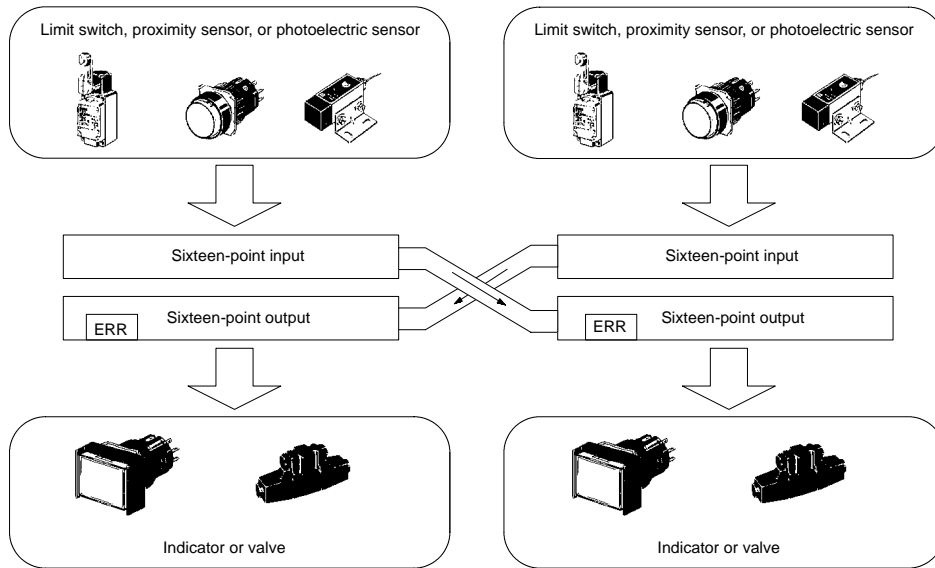 Limit switch, proximity sensor, or photoelectric sensor
Limit switch, proximity sensor, or photoelectric sensor
Sixteen-point input
Sixteen-point input
Sixteen-point output
ERR
Sixteen-point output
ERR
Indicator or valve
Indicator or valve